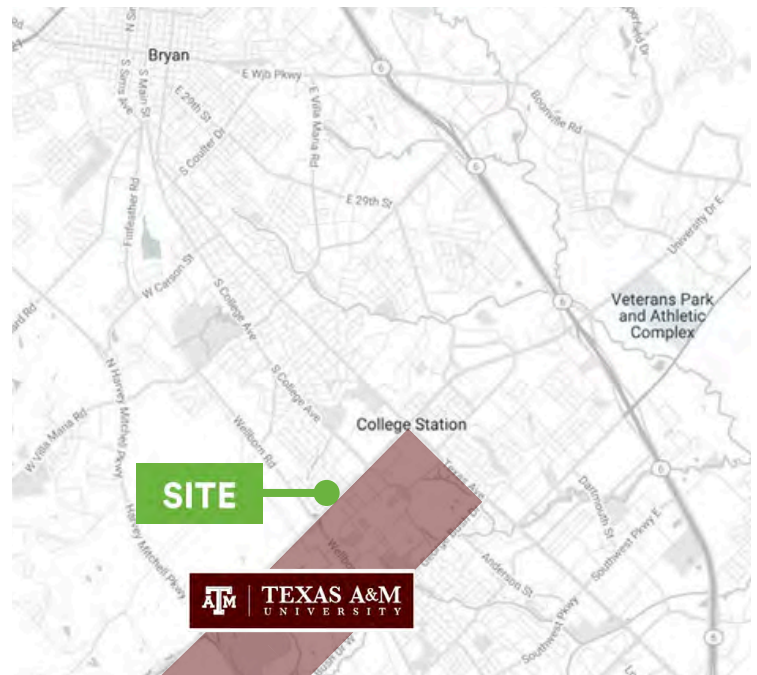 N Sims
Bryan
S Sims Ave
S Main St
E Wjb Pkwy
6
E 29th St
E Villa Maria Rd
S Coulter Dr
Boonville Rd
6
Finfeather Rd
E 29th St
University Dr E
W Carson St
S College Ave
6
Veterans Park
and Athletic
Complex
N Harvey Mitchell Pkwy
S College Ave
W Villa Maria Rd
Wellborn Rd
College Station
SITE
Texas Ave
6
Dartmouth St
Harvey Mitchell Pkwy
Southwest Pkwy E
Anderson St
ĀM
TEXAS A&M
UNIVERSITY
Southwest Pkwy
6